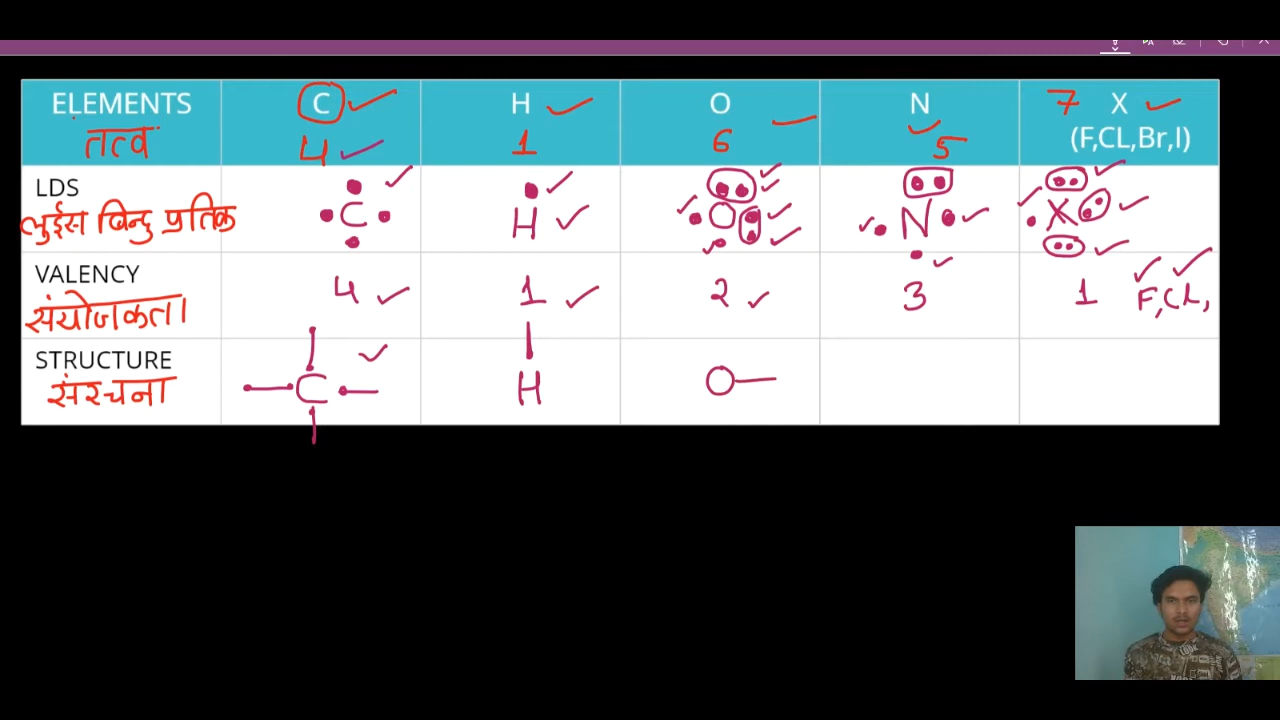 ELEMENTS C H O N 7 X
तत्व 4 1 6 5 (F,CL,Br,I)
LDS
लुईस बिन्दु प्रतिक C H O N X
VALENCY 4 1 2 3 1 F,CL,
संयोजकता
STRUCTURE
संरचना C H O